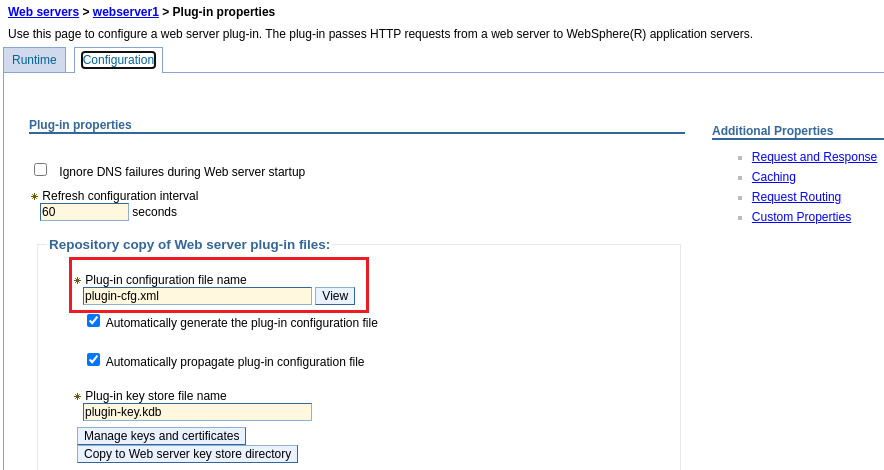 Web servers > webserver1 > Plug-in properties
Use this page to configure a web server plug-in. The plug-in passes HTTP requests from a web server to WebSphere(R) application servers.
Runtime
Configuration
Plug-in properties
Ignore DNS failures during Web server startup
Refresh configuration interval
60 seconds
Repository copy of Web server plug-in files:
Plug-in configuration file name
plugin-cfg.xml View
Automatically generate the plug-in configuration file
Automatically propagate plug-in configuration file
Plug-in key store file name
plugin-key.kdb
Manage keys and certificates
Copy to Web server key store directory
Additional Properties
Request and Response
Caching
Request Routing
Custom Properties